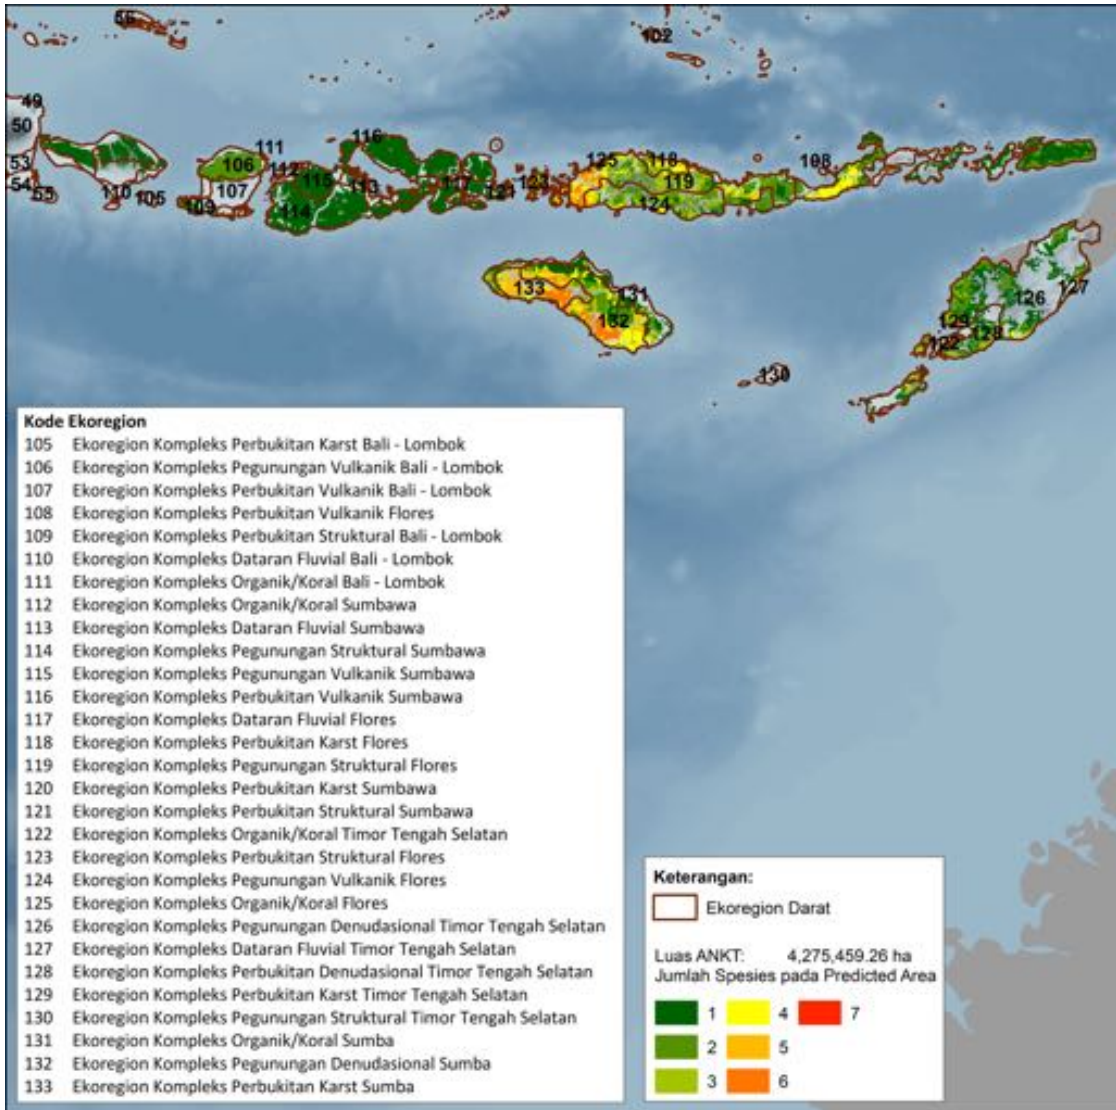 56
102
49
50
53
54
55
110
105
111
106
107
109
112
116
115
113
114
117
121
123
125
118
119
124
108
133
131
132
126
127
129
128
122
130
Kode Ekoregion
105 Ekoregion Kompleks Perbukitan Karst Bali - Lombok
106 Ekoregion Kompleks Pegunungan Vulkanik Bali - Lombok
107 Ekoregion Kompleks Perbukitan Vulkanik Bali - Lombok
108 Ekoregion Kompleks Perbukitan Vulkanik Flores
109 Ekoregion Kompleks Perbukitan Struktural Bali - Lombok
110 Ekoregion Kompleks Dataran Fluvial Bali - Lombok
111 Ekoregion Kompleks Organik/Koral Bali - Lombok
112 Ekoregion Kompleks Organik/Koral Sumbawa
113 Ekoregion Kompleks Dataran Fluvial Sumbawa
114 Ekoregion Kompleks Pegunungan Struktural Sumbawa
115 Ekoregion Kompleks Pegunungan Vulkanik Sumbawa
116 Ekoregion Kompleks Perbukitan Vulkanik Sumbawa
117 Ekoregion Kompleks Dataran Fluvial Flores
118 Ekoregion Kompleks Perbukitan Karst Flores
119 Ekoregion Kompleks Pegunungan Struktural Flores
120 Ekoregion Kompleks Perbukitan Karst Sumbawa
121 Ekoregion Kompleks Perbukitan Struktural Sumbawa
122 Ekoregion Kompleks Organik/Koral Timor Tengah Selatan
123 Ekoregion Kompleks Perbukitan Struktural Flores
124 Ekoregion Kompleks Pegunungan Vulkanik Flores
125 Ekoregion Kompleks Organik/Koral Flores
126 Ekoregion Kompleks Pegunungan Denudasional Timor Tengah Selatan
127 Ekoregion Kompleks Dataran Fluvial Timor Tengah Selatan
128 Ekoregion Kompleks Perbukitan Denudasional Timor Tengah Selatan
129 Ekoregion Kompleks Perbukitan Karst Timor Tengah Selatan
130 Ekoregion Kompleks Pegunungan Struktural Timor Tengah Selatan
131 Ekoregion Kompleks Organik/Koral Sumba
132 Ekoregion Kompleks Pegunungan Denudasional Sumba
133 Ekoregion Kompleks Perbukitan Karst Sumba
Keterangan:
Ekoregion Darat
Luas ANKT: 4,275,459.26 ha
Jumlah Spesies pada Predicted Area
1 4 7
2 5
3 6